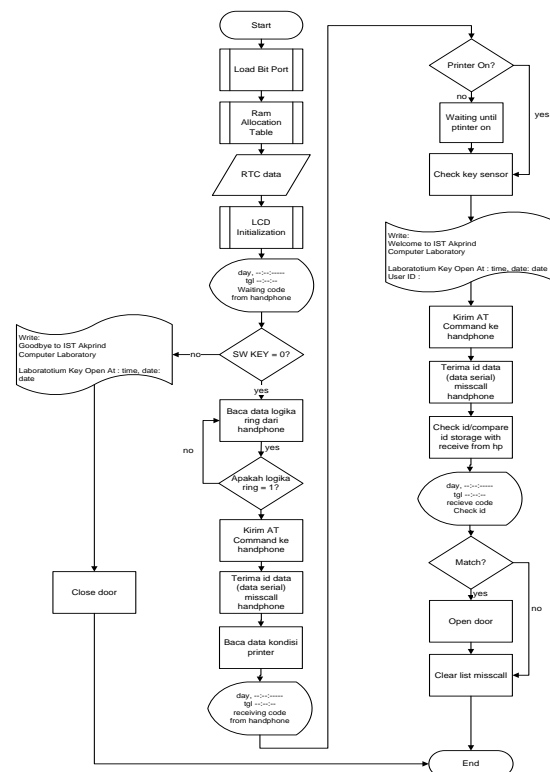 Start
Load Bit Port
Ram
Allocation
Table
RTC data
LCD
Initialization
day, --:--:-----
tgl --:--:--
Waiting code
from handphone
SW KEY = 0?
no
yes
Write:
Goodbye to IST Akprind
Computer Laboratory
Laboratotium Key Open At : time, date:
date
Close door
Baca data logika
ring dari
handphone
yes
no
Apakah logika
ring = 1?
Kirim AT
Command ke
handphone
Terima id data
(data serial)
misscall
handphone
Baca data kondisi
printer
day, --:--:-----
tgl --:--:--
receiving code
from handphone
Printer On?
no
yes
Waiting until
ptinter on
Check key sensor
Write:
Welcome to IST Akprind
Computer Laboratory
Laboratotium Key Open At : time, date: date
User ID :
Kirim AT
Command ke
handphone
Terima id data
(data serial)
misscall
handphone
Check id/compare
id storage with
receive from hp
day, --:--:-----
tgl --:--:--
recieve code
Check id
Match?
yes
no
Open door
Clear list misscall
End